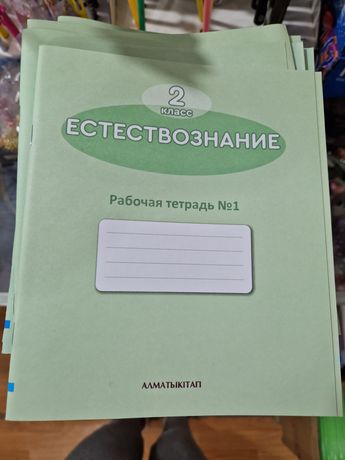 2
класс
ЕСТЕСТВОЗНАНИЕ
Рабочая тетрадь №1
АЛМАТЫКІТАП